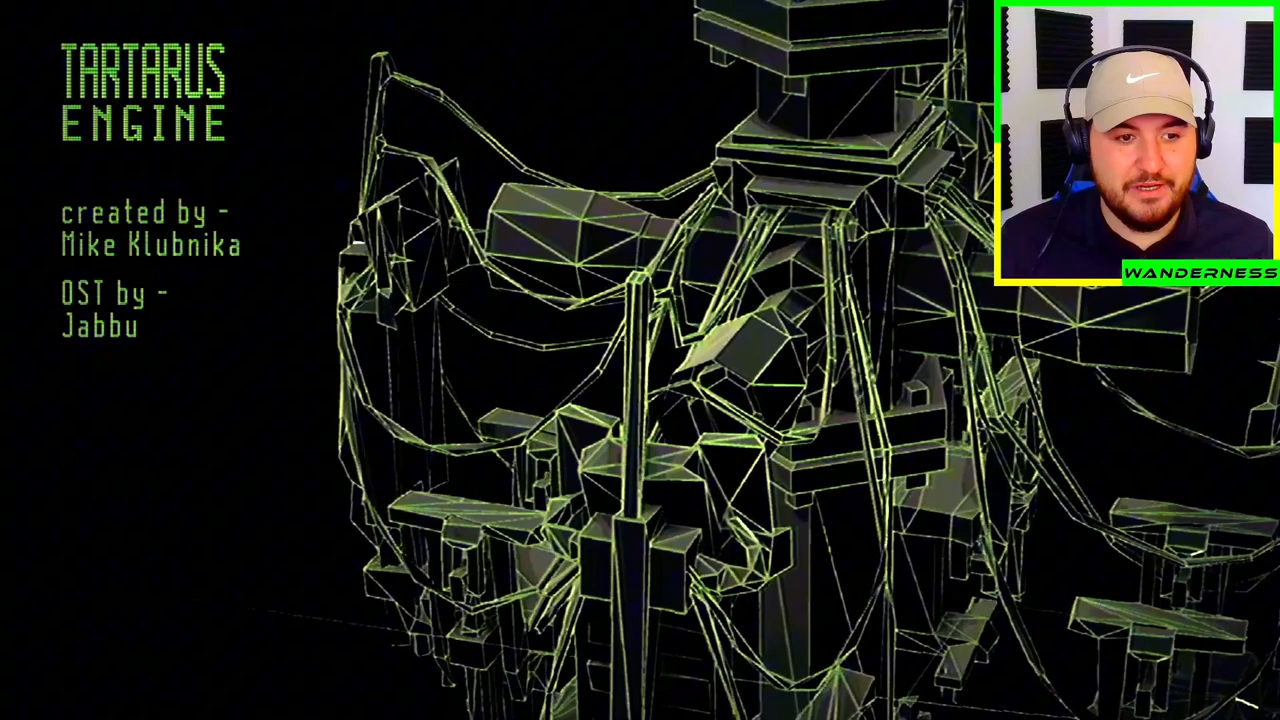 TARTARUS
ENGINE
created by -
Mike Klubnika
OST by -
Jabbu
WANDERNESS